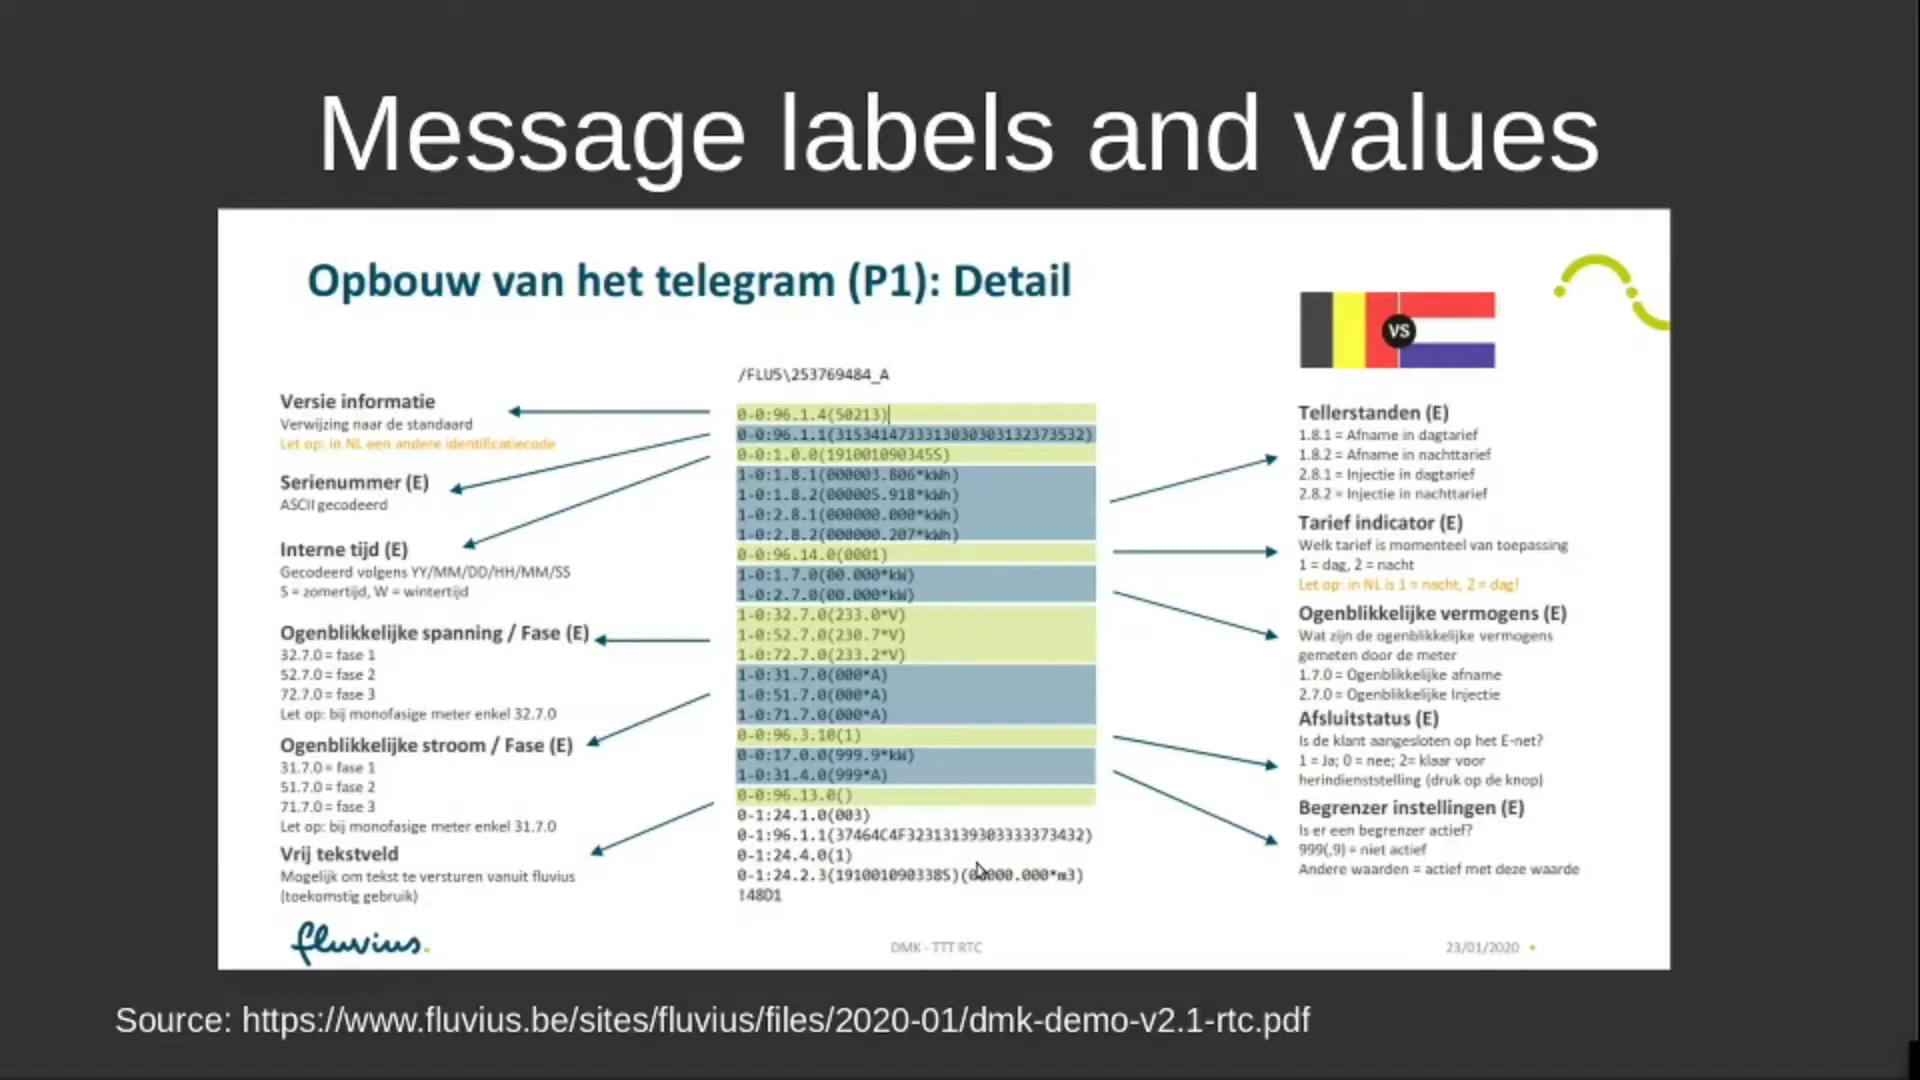 Message labels and values
Opbouw van het telegram (P1): Detail
VS
Versie informatie
Verwijzing naar de standaard
Let op: in NL een andere identificatiecode
Serienummer (E)
ASCII gecodeerd
Interne tijd (E)
Gecodeerd volgens YY/MM/DD/HH/MM/SS
S = zomertijd, W = wintertijd
Ogenblikkelijke spanning / Fase (E)
32.7.0 = fase 1
52.7.0 = fase 2
72.7.0 = fase 3
Let op: bij monofasige meter enkel 32.7.0
Ogenblikkelijke stroom / Fase (E)
31.7.0 = fase 1
51.7.0 = fase 2
71.7.0 = fase 3
Let op: bij monofasige meter enkel 31.7.0
Vrij tekstveld
Mogelijk om tekst te versturen vanuit fluvius
(toekomstig gebruik)
/FLU5\253769484_A
0-0:96.1.4(50213)
0-0:96.1.1(3153414733313030303132373532)
0-0:1.0.0(191001090345S)
1-0:1.8.1(000003.806*kWh)
1-0:1.8.2(000005.918*kWh)
1-0:2.8.1(000000.000*kWh)
1-0:2.8.2(000000.207*kWh)
0-0:96.14.0(0001)
1-0:1.7.0(00.000*kW)
1-0:2.7.0(00.000*kW)
1-0:32.7.0(233.0*V)
1-0:52.7.0(230.7*V)
1-0:72.7.0(233.2*V)
1-0:31.7.0(000*A)
1-0:51.7.0(000*A)
1-0:71.7.0(000*A)
0-0:96.3.10(1)
0-0:17.0.0(999.9*kW)
1-0:31.4.0(999*A)
0-0:96.13.0()
0-1:24.1.0(003)
0-1:96.1.1(37464C4F32313139303333373432)
0-1:24.4.0(1)
0-1:24.2.3(191001090338S)(00000.000*m3)
!48D1
Tellerstanden (E)
1.8.1 = Afname in dagtarief
1.8.2 = Afname in nachttarief
2.8.1 = Injectie in dagtarief
2.8.2 = Injectie in nachttarief
Tarief indicator (E)
Welk tarief is momenteel van toepassing
1 = dag, 2 = nacht
Let op: in NL is 1 = nacht, 2 = dag!
Ogenblikkelijke vermogens (E)
Wat zijn de ogenblikkelijke vermogens
gemeten door de meter
1.7.0 = Ogenblikkelijke afname
2.7.0 = Ogenblikkelijke Injectie
Afsluitstatus (E)
Is de klant aangesloten op het E-net?
1 = Ja; 0 = nee; 2= klaar voor
herindienststelling (druk op de knop)
Begrenzer instellingen (E)
Is er een begrenzer actief?
999(,9) = niet actief
Andere waarden = actief met deze waarde
fluvius.
DMK - TTT RTC
23/01/2020
Source: https://www.fluvius.be/sites/fluvius/files/2020-01/dmk-demo-v2.1-rtc.pdf